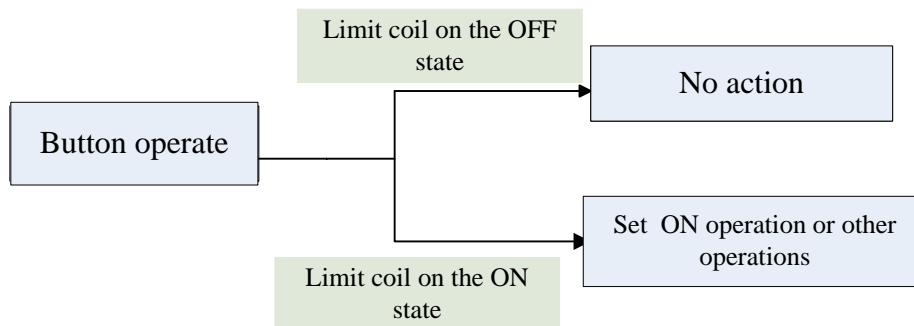 Limit coil on the OFF
state
No action
Button operate
Set ON operation or other
operations
Limit coil on the ON
state